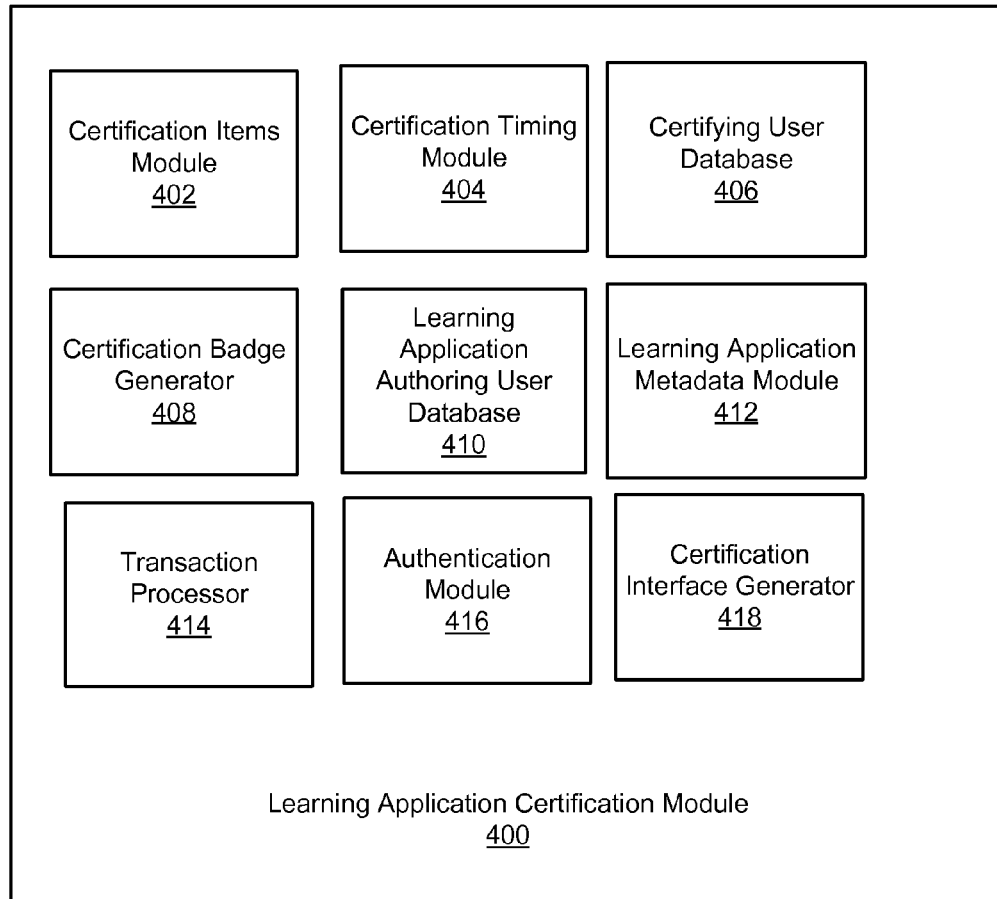 Certification Items
Module
402
Certification Timing
Module
404
Certifying User
Database
406
Certification Badge
Generator
408
Learning
Application
Authoring User
Database
410
Learning Application
Metadata Module
412
Transaction
Processor
414
Authentication
Module
416
Certification
Interface Generator
418
Learning Application Certification Module
400